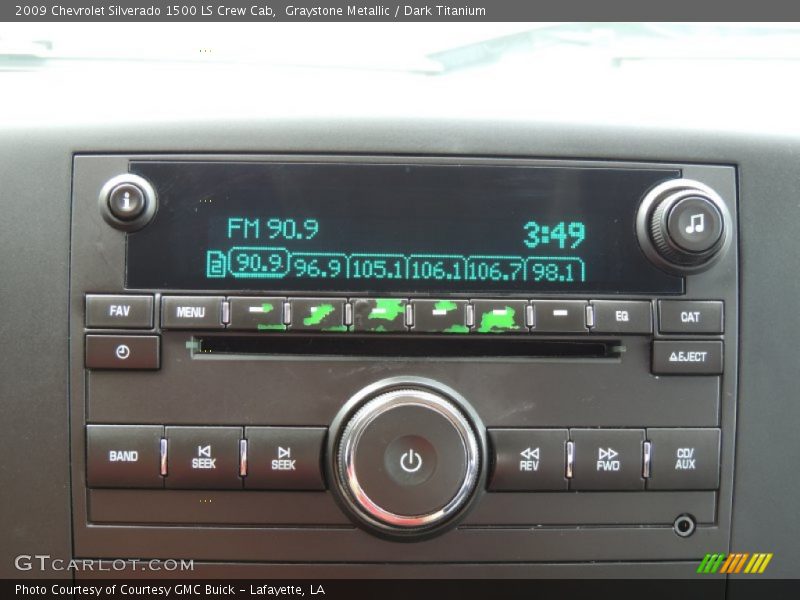 2009 Chevrolet Silverado 1500 LS Crew Cab,  Graystone Metallic / Dark Titanium
i
FM 90.9
3:49
2 90.9 96.9 105.1 106.1 106.7 98.1
FAV MENU EQ CAT
EJECT
BAND SEEK SEEK REV FWD CD/
AUX
GTCARLOT.COM
Photo Courtesy of Courtesy GMC Buick - Lafayette, LA